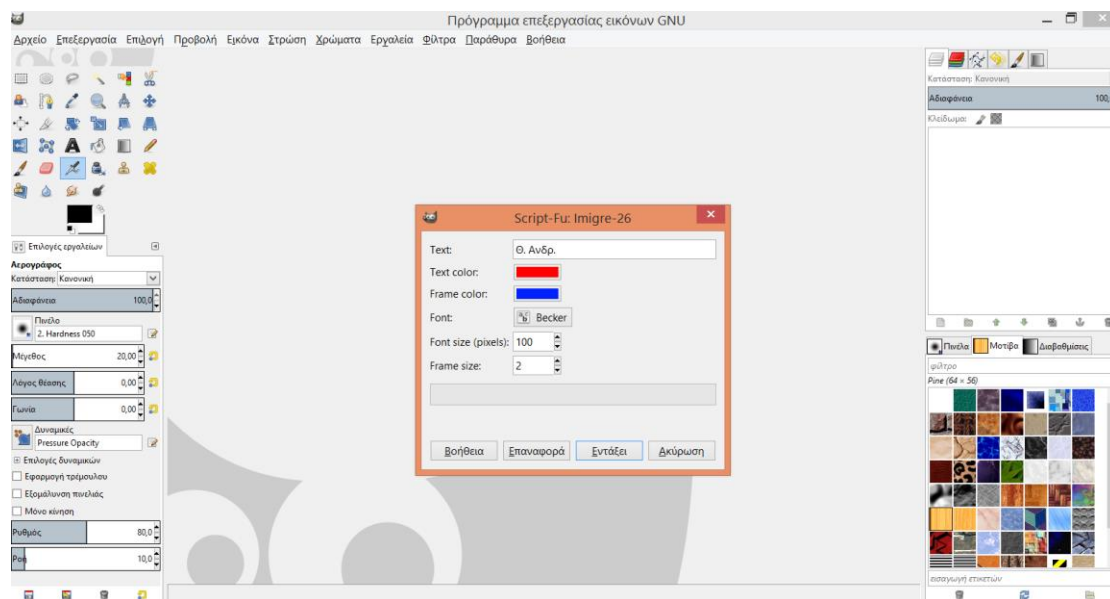 Πρόγραμμα επεξεργασίας εικόνων GNU
Αρχείο Επεξεργασία Επιλογή Προβολή Εικόνα Στρώση Χρώματα Εργαλεία Φίλτρα Παράθυρα Βοήθεια
Επιλογές εργαλείων
Αερογράφος
Κατάσταση: Κανονική
Αδιαφάνεια 100,0
Πινέλο
2. Hardness 050
Μέγεθος 20,00
Λόγος θέασης 0,00
Γωνία 0,00
Δυναμικές
Pressure Opacity
Επιλογές δυναμικών
Εφαρμογή τρέμουλου
Εξομάλυνση πινελιάς
Μόνο κίνηση
Ρυθμός 80,0
Ροή 10,0
Script-Fu: Imigre-26
Text: Θ. Ανδρ.
Text color:
Frame color:
Font: Becker
Font size (pixels): 100
Frame size: 2
Βοήθεια Επαναφορά Εντάξει Ακύρωση
Κατάσταση: Κανονική
Αδιαφάνεια 100,
Κλείδωμα:
Πινέλα Μοτίβα Διαβαθμίσεις
φίλτρο
Pine (64 × 56)
εισαγωγή ετικετών